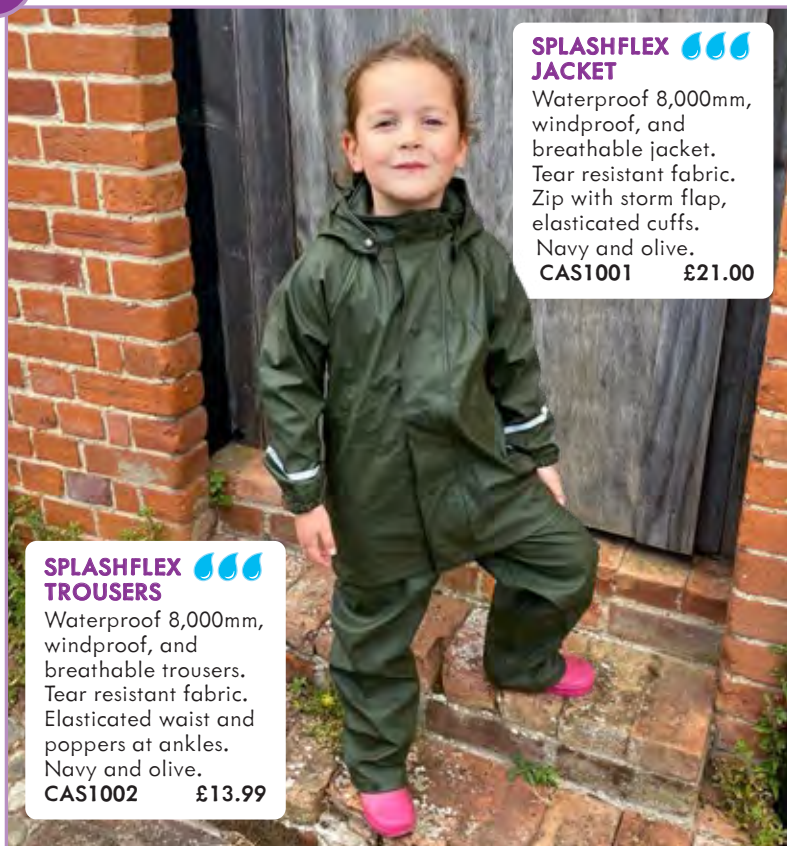 SPLASHFLEX
JACKET
Waterproof 8,000mm,
windproof, and
breathable jacket.
Tear resistant fabric.
Zip with storm flap,
elasticated cuffs.
Navy and olive.
CAS1001 £21.00
SPLASHFLEX
TROUSERS
Waterproof 8,000mm,
windproof, and
breathable trousers.
Tear resistant fabric.
Elasticated waist and
poppers at ankles.
Navy and olive.
CAS1002 £13.99